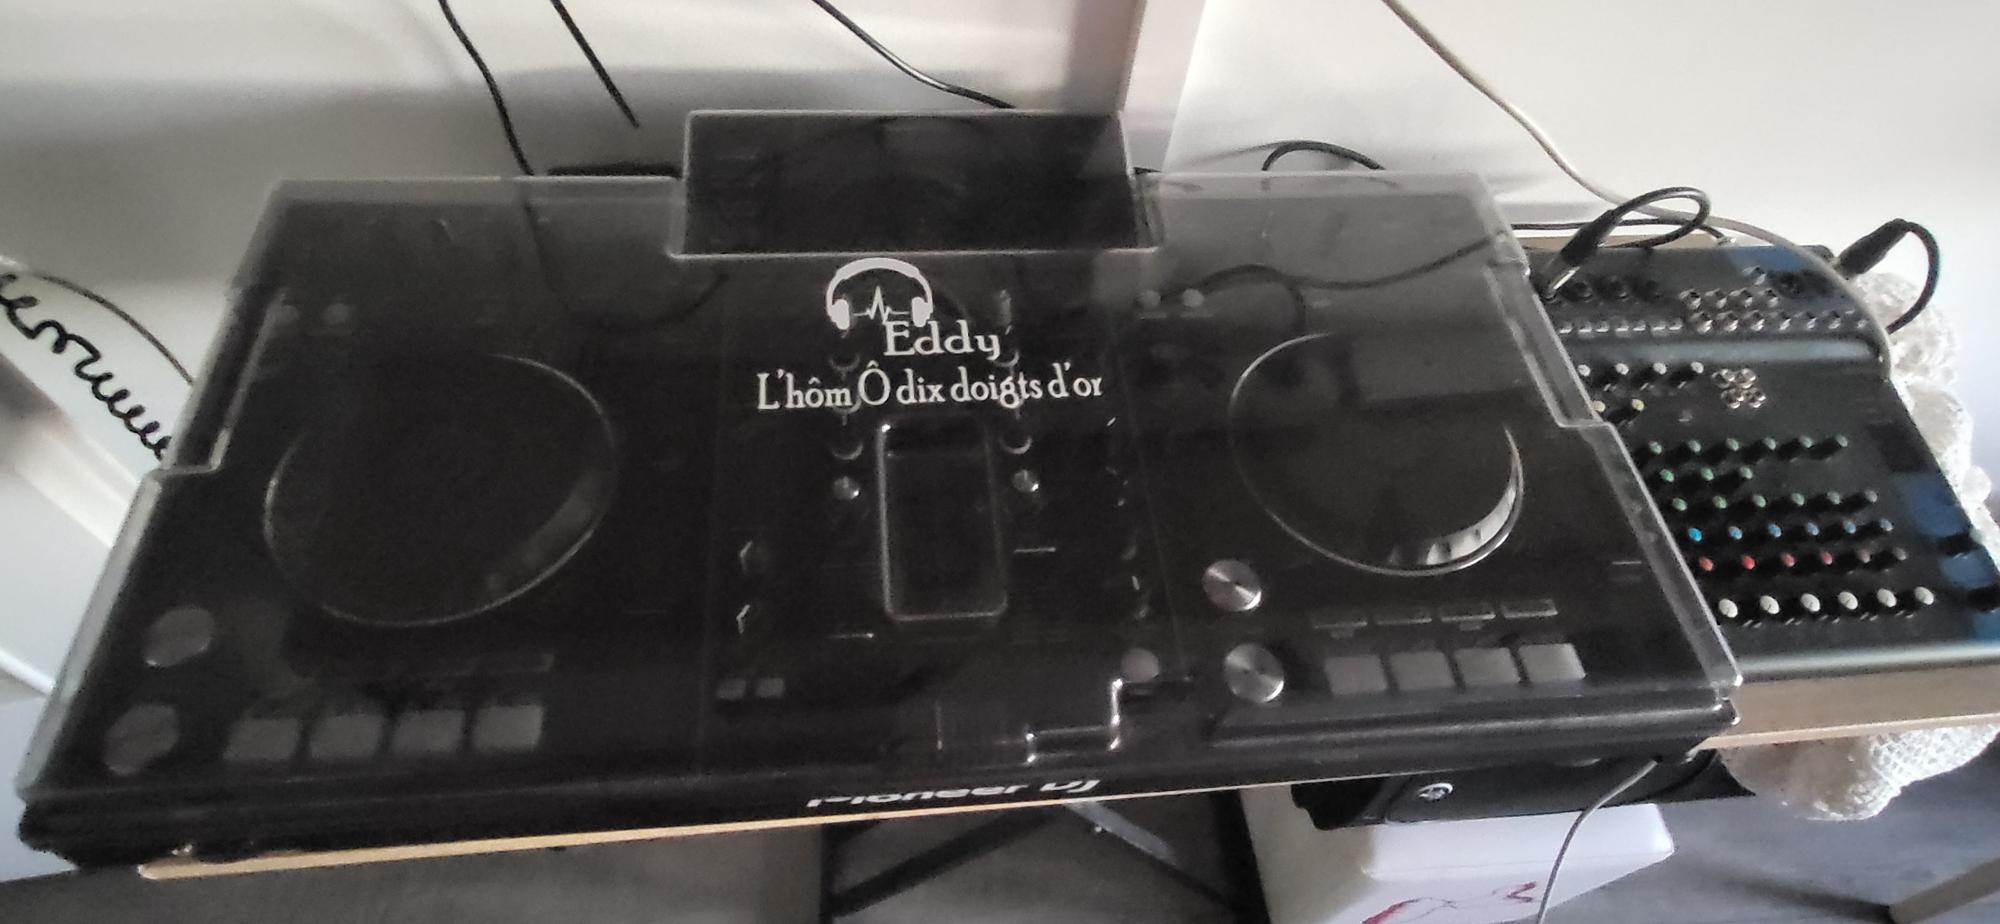 Eddy
L'hôm Ô dix doigts d'or
Pioneer DJ